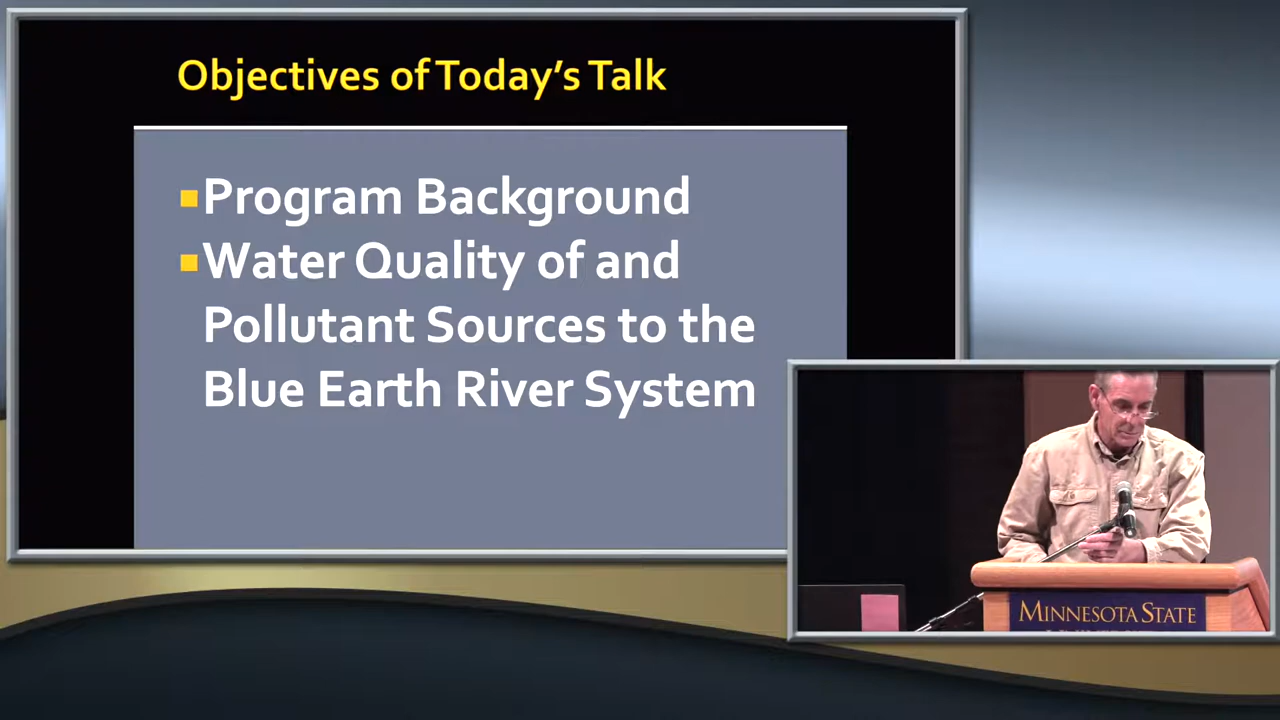 Objectives of Today's Talk
Program Background
Water Quality of and
Pollutant Sources to the
Blue Earth River System
MINNESOTA STATE